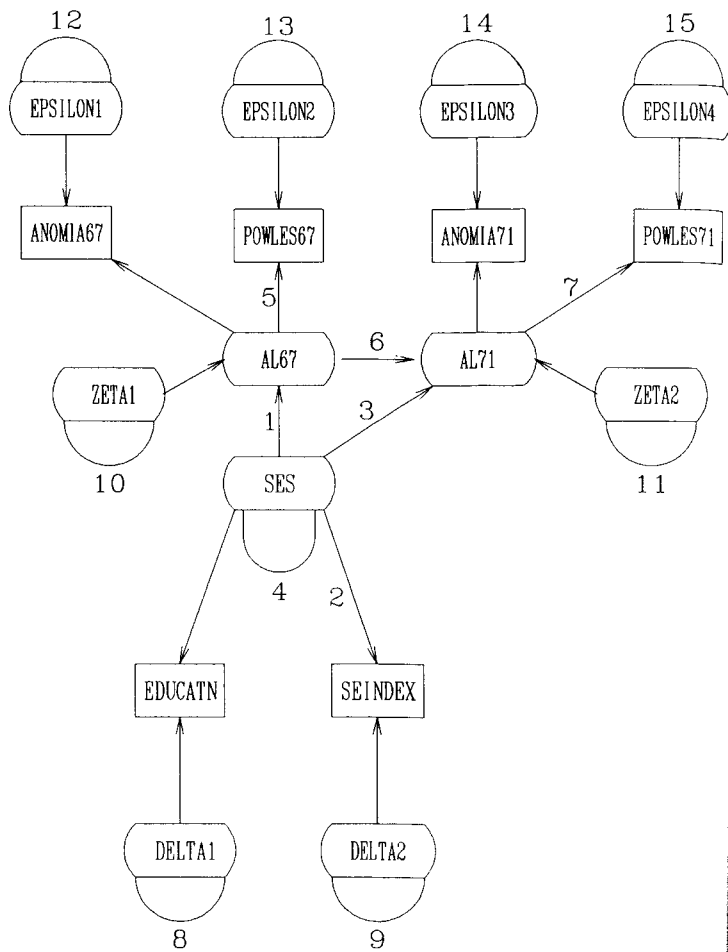 12 13 14 15
EPSILON1 EPSILON2 EPSILON3 EPSILON4
ANOMIA67 POWLES67 ANOMIA71 POWLES71
5 7
AL67 6 AL71
ZETA1 1 3 ZETA2
10 SES 11
4 2
EDUCATN SEINDEX
DELTA1 DELTA2
8 9